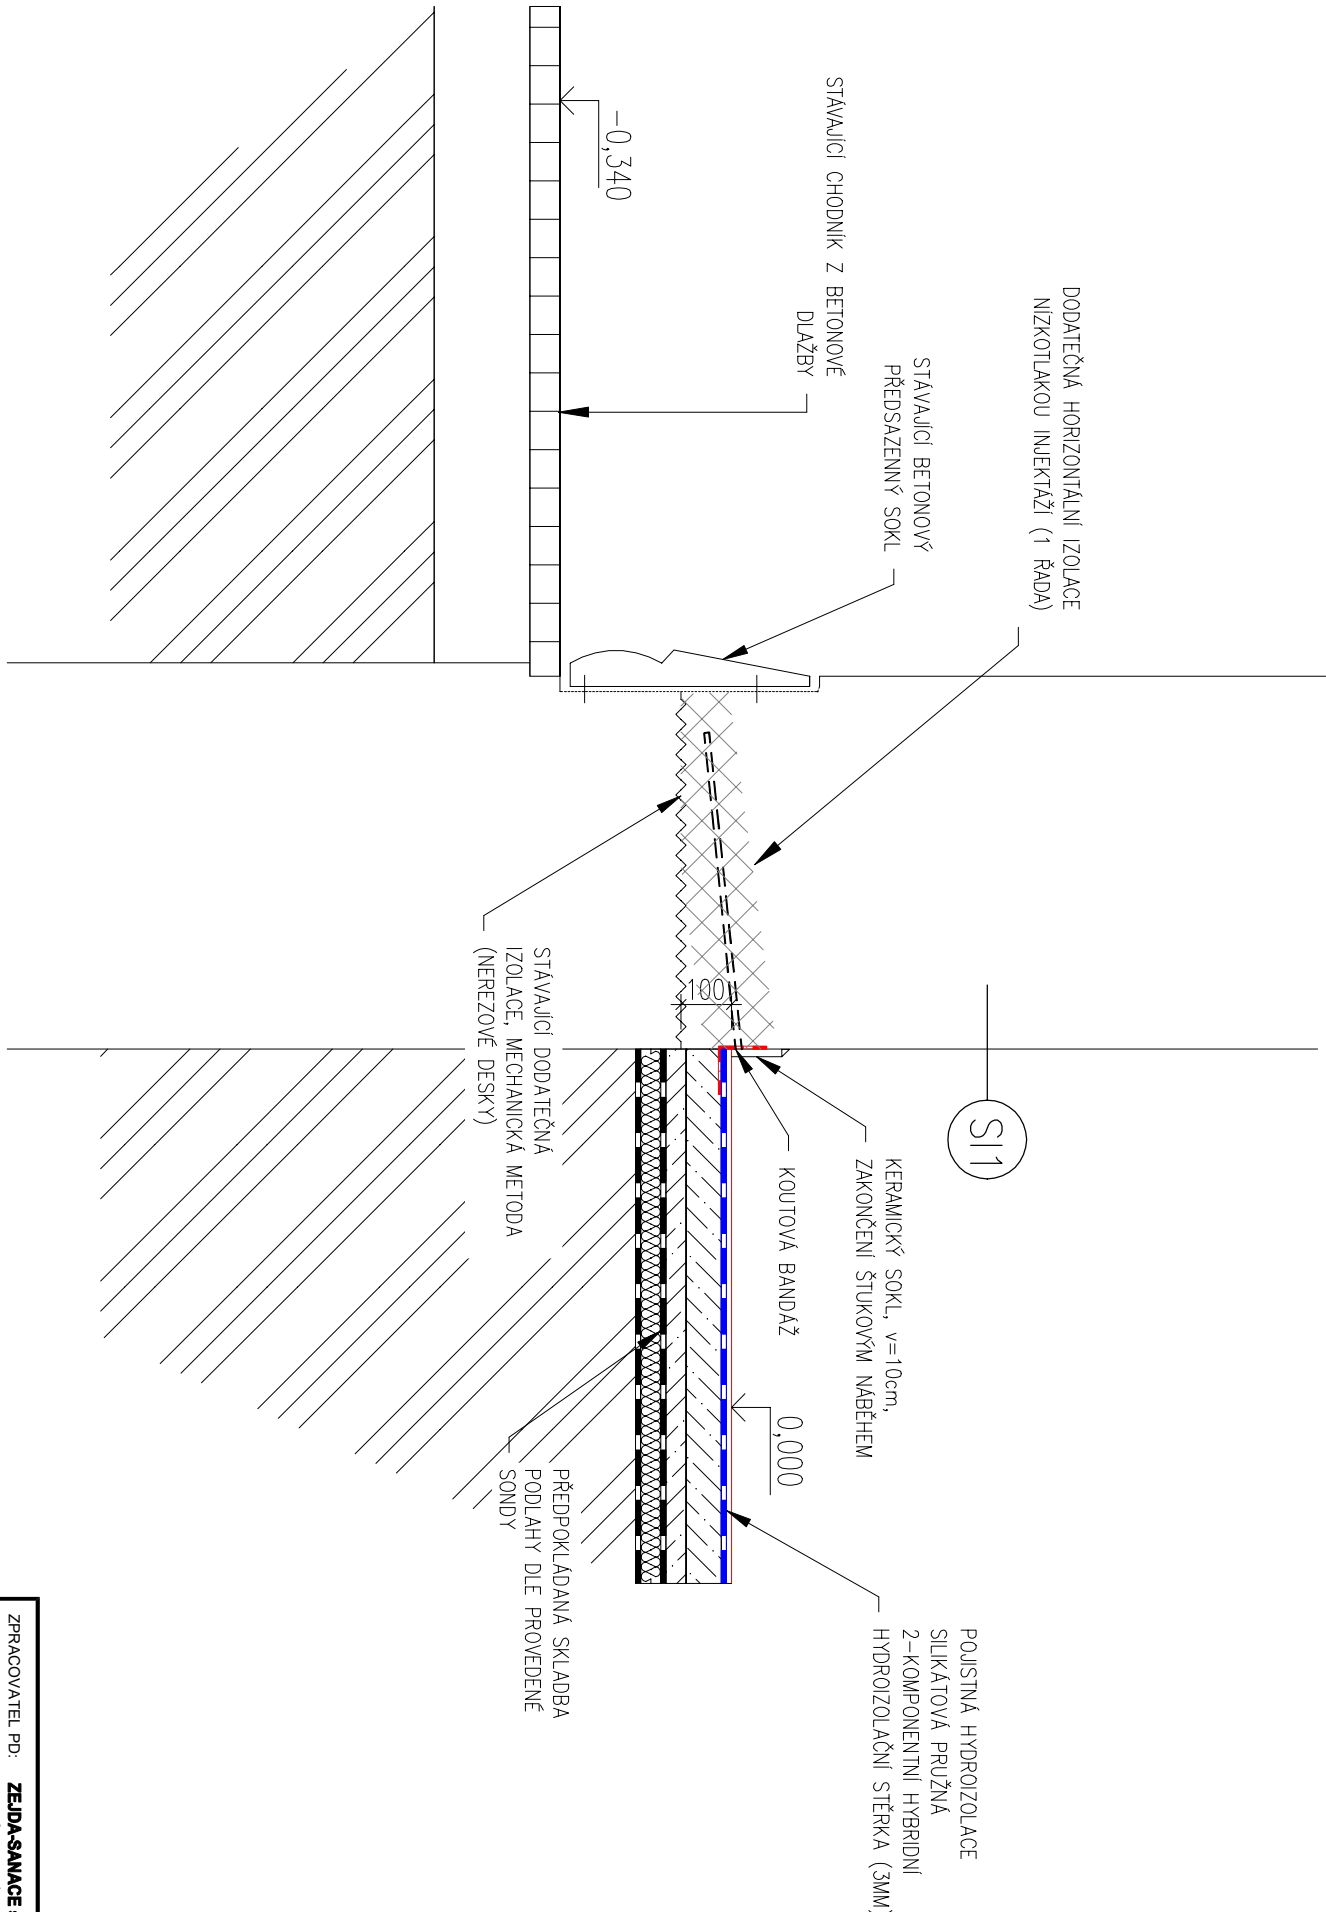 DODATEČNÁ HORIZONTÁLNÍ IZOLACE
NÍZKOTLAKOU INJEKTÁŽÍ (1 ŘADA)
STÁVAJÍCÍ BETONOVÝ
PŘEDSAZENNÝ SOKL
STÁVAJÍCÍ CHODNÍK Z BETONOVÉ
DLAŽBY
-0,340
SI1
KERAMICKÝ SOKL, v=10cm,
ZAKONČENÍ ŠTUKOVÝM NÁBĚHEM
KOUTOVÁ BANDÁŽ
0,000
100
POJISTNÁ HYDROIZOLACE
SILIKÁTOVÁ PRUŽNÁ
2-KOMPONENTNÍ HYBRIDNÍ
HYDROIZOLAČNÍ STĚRKA (3MM)
STÁVAJÍCÍ DODATEČNÁ
IZOLACE, MECHANICKÁ METODA
(NEREZOVÉ DESKY)
PŘEDPOKLÁDANÁ SKLADBA
PODLAHY DLE PROVEDENÉ
SONDY
ZPRACOVATEL PD: ZEJDA-SANACE